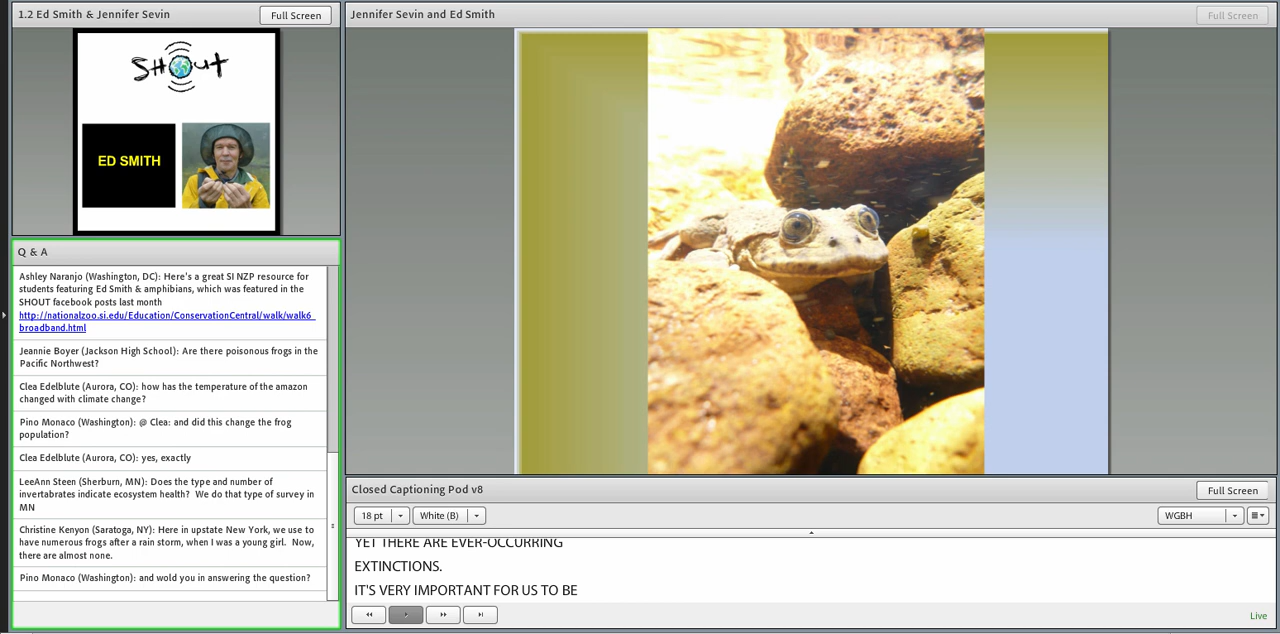 1.2 Ed Smith & Jennifer Sevin
Full Screen
SHOUT
ED SMITH
Q & A
Ashley Naranjo (Washington, DC): Here's a great SI NZP resource for
students featuring Ed Smith & amphibians, which was featured in the
SHOUT facebook posts last month
http://nationalzoo.si.edu/Education/ConservationCentral/walk/walk6_
broadband.html
Jeannie Boyer (Jackson High School): Are there poisonous frogs in the
Pacific Northwest?
Clea Edelblute (Aurora, CO): how has the temperature of the amazon
changed with climate change?
Pino Monaco (Washington): @ Clea: and did this change the frog
population?
Clea Edelblute (Aurora, CO): yes, exactly
LeeAnn Steen (Sherburn, MN): Does the type and number of
invertabrates indicate ecosystem health? We do that type of survey in
MN
Christine Kenyon (Saratoga, NY): Here in upstate New York, we use to
have numerous frogs after a rain storm, when I was a young girl. Now,
there are almost none.
Pino Monaco (Washington): and wold you in answering the question?
Jennifer Sevin and Ed Smith
Full Screen
Closed Captioning Pod v8
Full Screen
18 pt
White (B)
WGBH
YET THERE ARE EVER-OCCURRING
EXTINCTIONS.
IT'S VERY IMPORTANT FOR US TO BE
Live